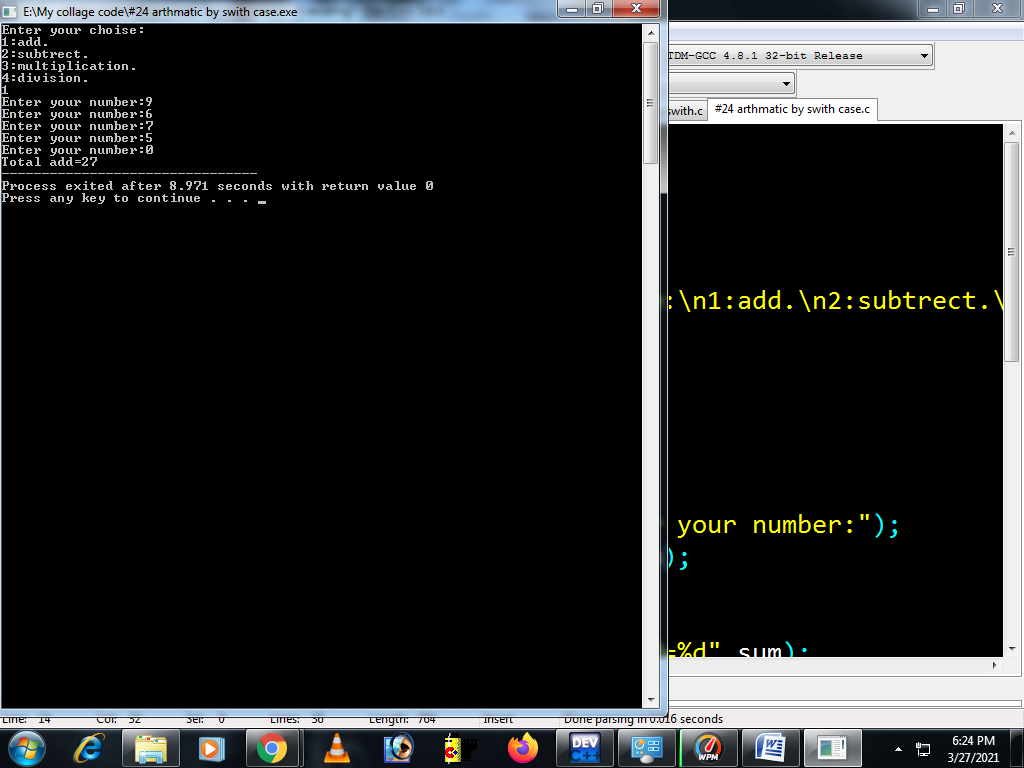 E:\My collage code\#24 arthmatic by swith case.exe
Enter your choise:
1:add.
2:subtrect.
3:multiplication.
4:division.
1
Enter your number:9
Enter your number:6
Enter your number:7
Enter your number:5
Enter your number:0
Total add=27
--------------------------------
Process exited after 8.971 seconds with return value 0
Press any key to continue . . .
TDM-GCC 4.8.1 32-bit Release
swith.c
#24 arthmatic by swith case.c
:\n1:add.\n2:subtrect.\
your number:");
);
=%d" sum);
Line: 14 Col: 32 Sel: 0 Lines: 36 Length: 704 Insert Done parsing in 0.016 seconds
DEV
C++
WPM
W
6:24 PM
3/27/2021